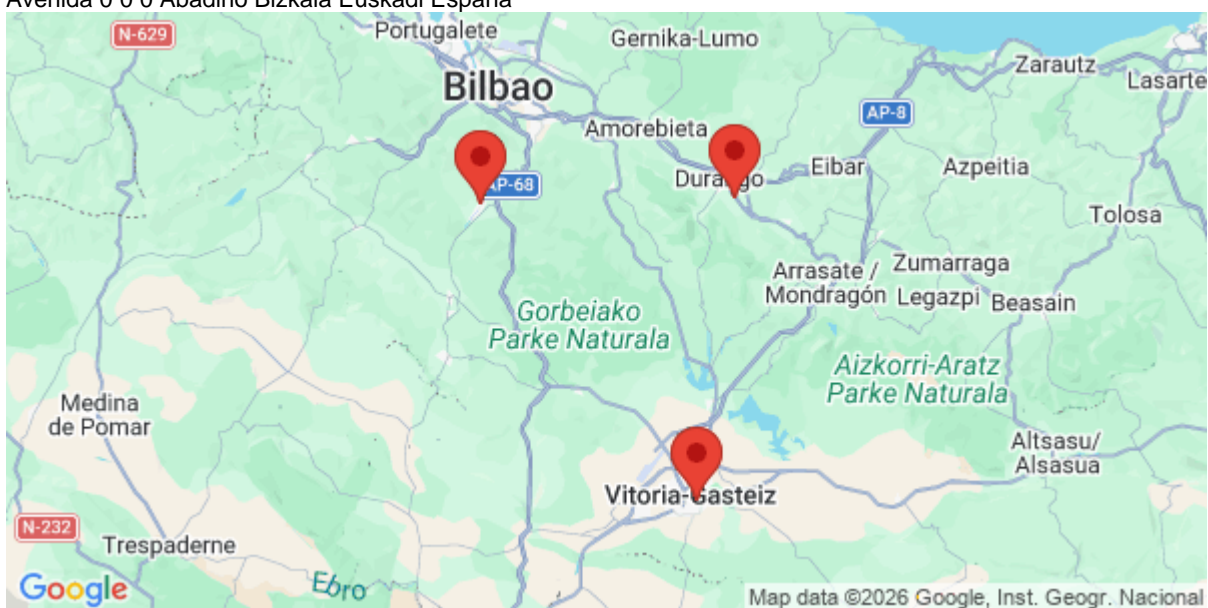 Avenida 0 0 0 Abadiño Bizkaia Euskadi España
N-629
Portugalete
Gernika-Lumo
Zarautz
Lasarte
Bilbao
AP-8
Amorebieta
Eibar
Azpeitia
Durango
AP-68
Tolosa
Arrasate /
Mondragón
Zumarraga
Legazpi
Beasain
Gorbeiako
Parke Naturala
Aizkorri-Aratz
Parke Naturala
Medina
de Pomar
Altsasu/
Alsasua
Vitoria-Gasteiz
N-232
Trespaderne
Ebro
Google
Map data ©2026 Google, Inst. Geogr. Nacional